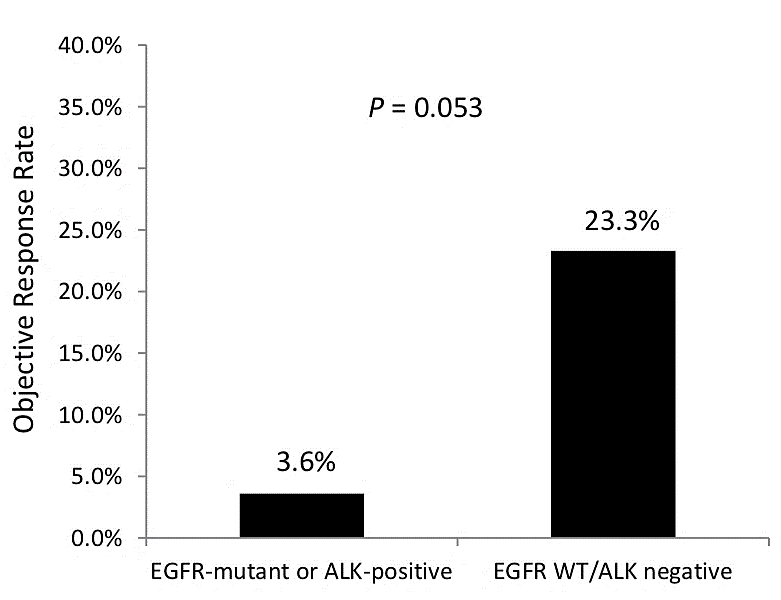 40.0%
35.0%
30.0%
25.0%
20.0%
15.0%
10.0%
5.0%
0.0%
Objective Response Rate
P = 0.053
3.6%
23.3%
EGFR-mutant or ALK-positive
EGFR WT/ALK negative